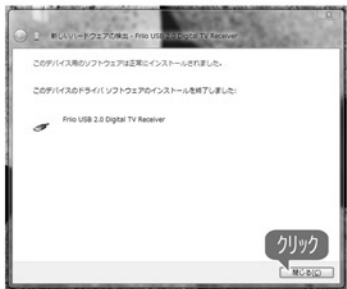 新しいハードウェアの検出 - Friio USB 2.0 Digital TV Receiver
このデバイス用のソフトウェアは正常にインストールされました。
このデバイスのドライバ ソフトウェアのインストールを終了しました:
Friio USB 2.0 Digital TV Receiver
クリック
閉じる(C)